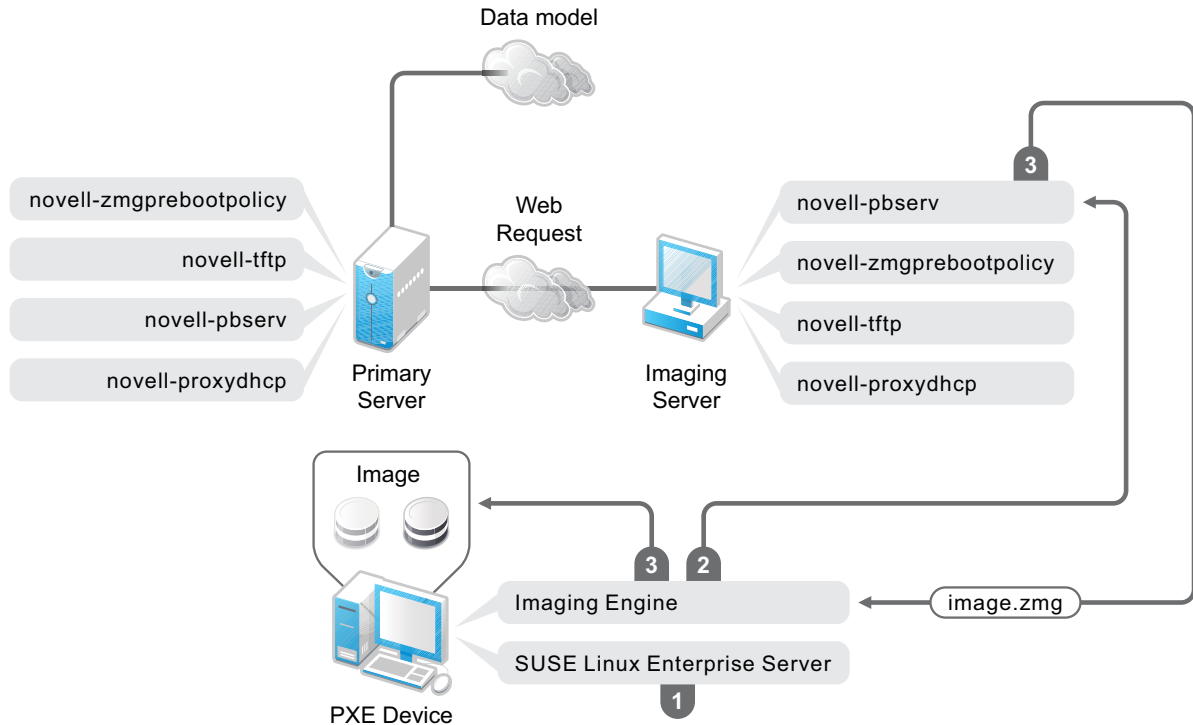 Data model
3
novell-zmgprebootpolicy
novell-tftp
novell-pbserv
novell-proxydhcp
Web
Request
novell-pbserv
novell-zmgprebootpolicy
novell-tftp
novell-proxydhcp
Primary
Server
Imaging
Server
Image
3
2
Imaging Engine
image.zmg
SUSE Linux Enterprise Server
1
PXE Device